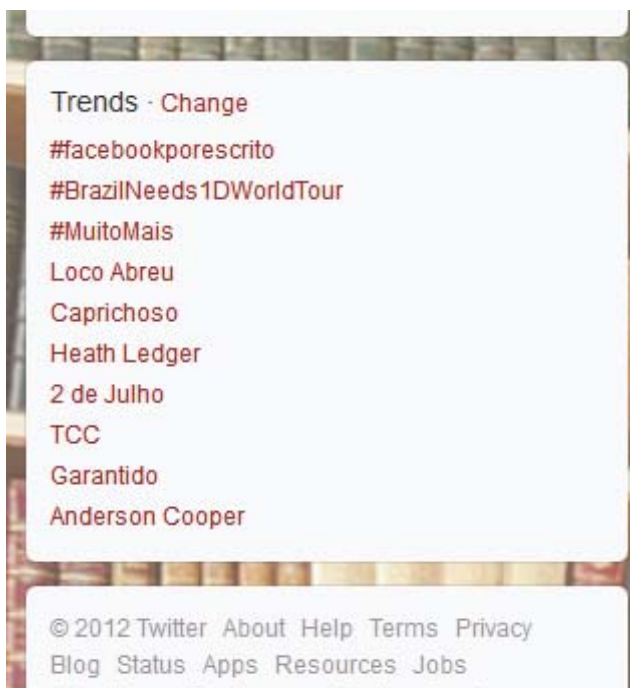 Trends · Change
#facebookporescrito
#BrazilNeeds1DWorldTour
#MuitoMais
Loco Abreu
Caprichoso
Heath Ledger
2 de Julho
TCC
Garantido
Anderson Cooper
© 2012 Twitter About Help Terms Privacy
Blog Status Apps Resources Jobs